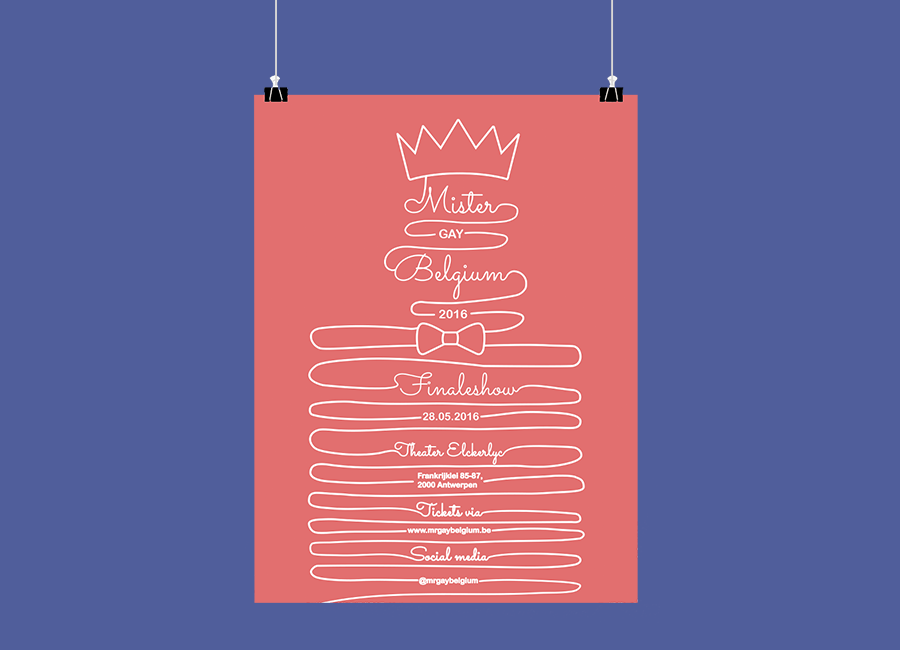 Mister
GAY
Belgium
2016
Finaleshow
28.05.2016
Theater Elckerlyc
Frankrijklei 85-87,
2000 Antwerpen
Tickets via
www.mrgaybelgium.be
Social media
@mrgaybelgium